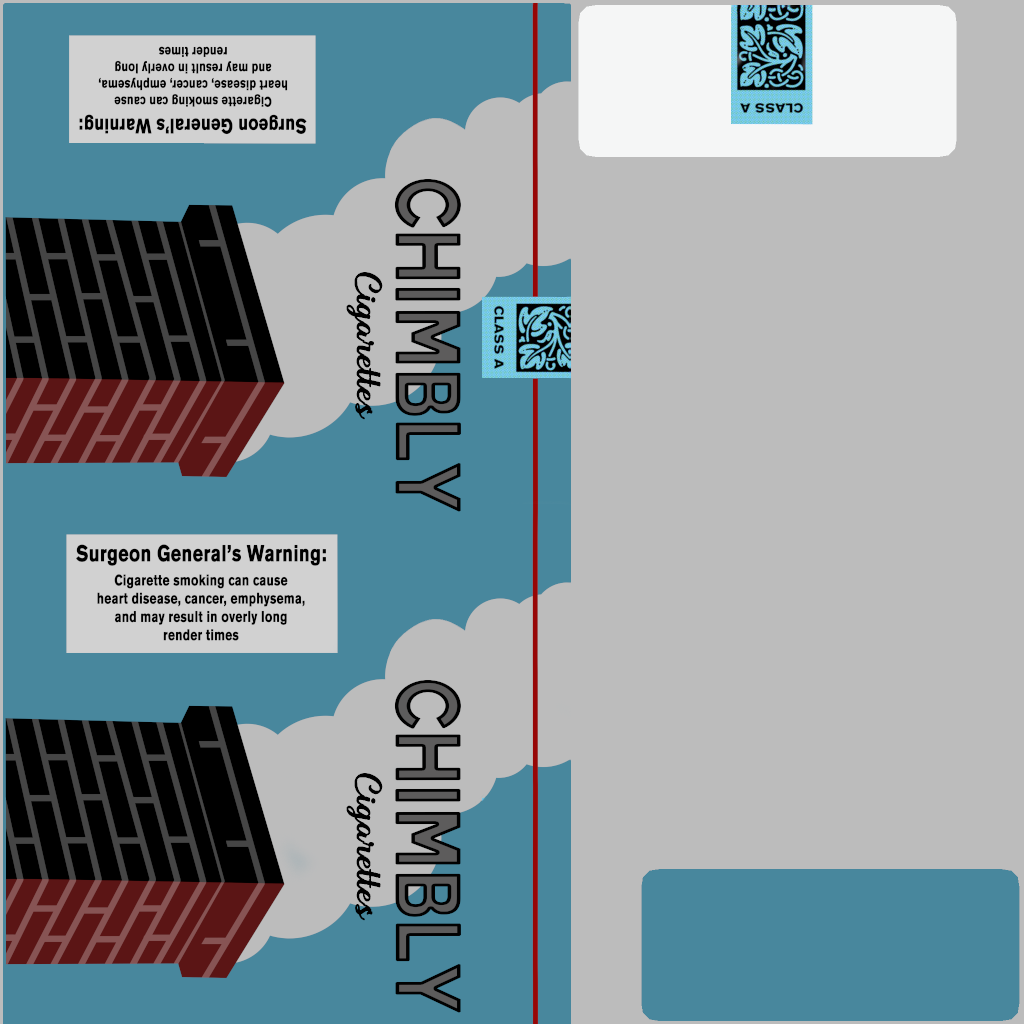 Surgeon General's Warning:
Cigarette smoking can cause
heart disease, cancer, emphysema,
and may result in overly long
render times
CLASS A
CHIMBLY
Cigarettes
CLASS A
Surgeon General’s Warning:
Cigarette smoking can cause
heart disease, cancer, emphysema,
and may result in overly long
render times
CHIMBLY
Cigarettes